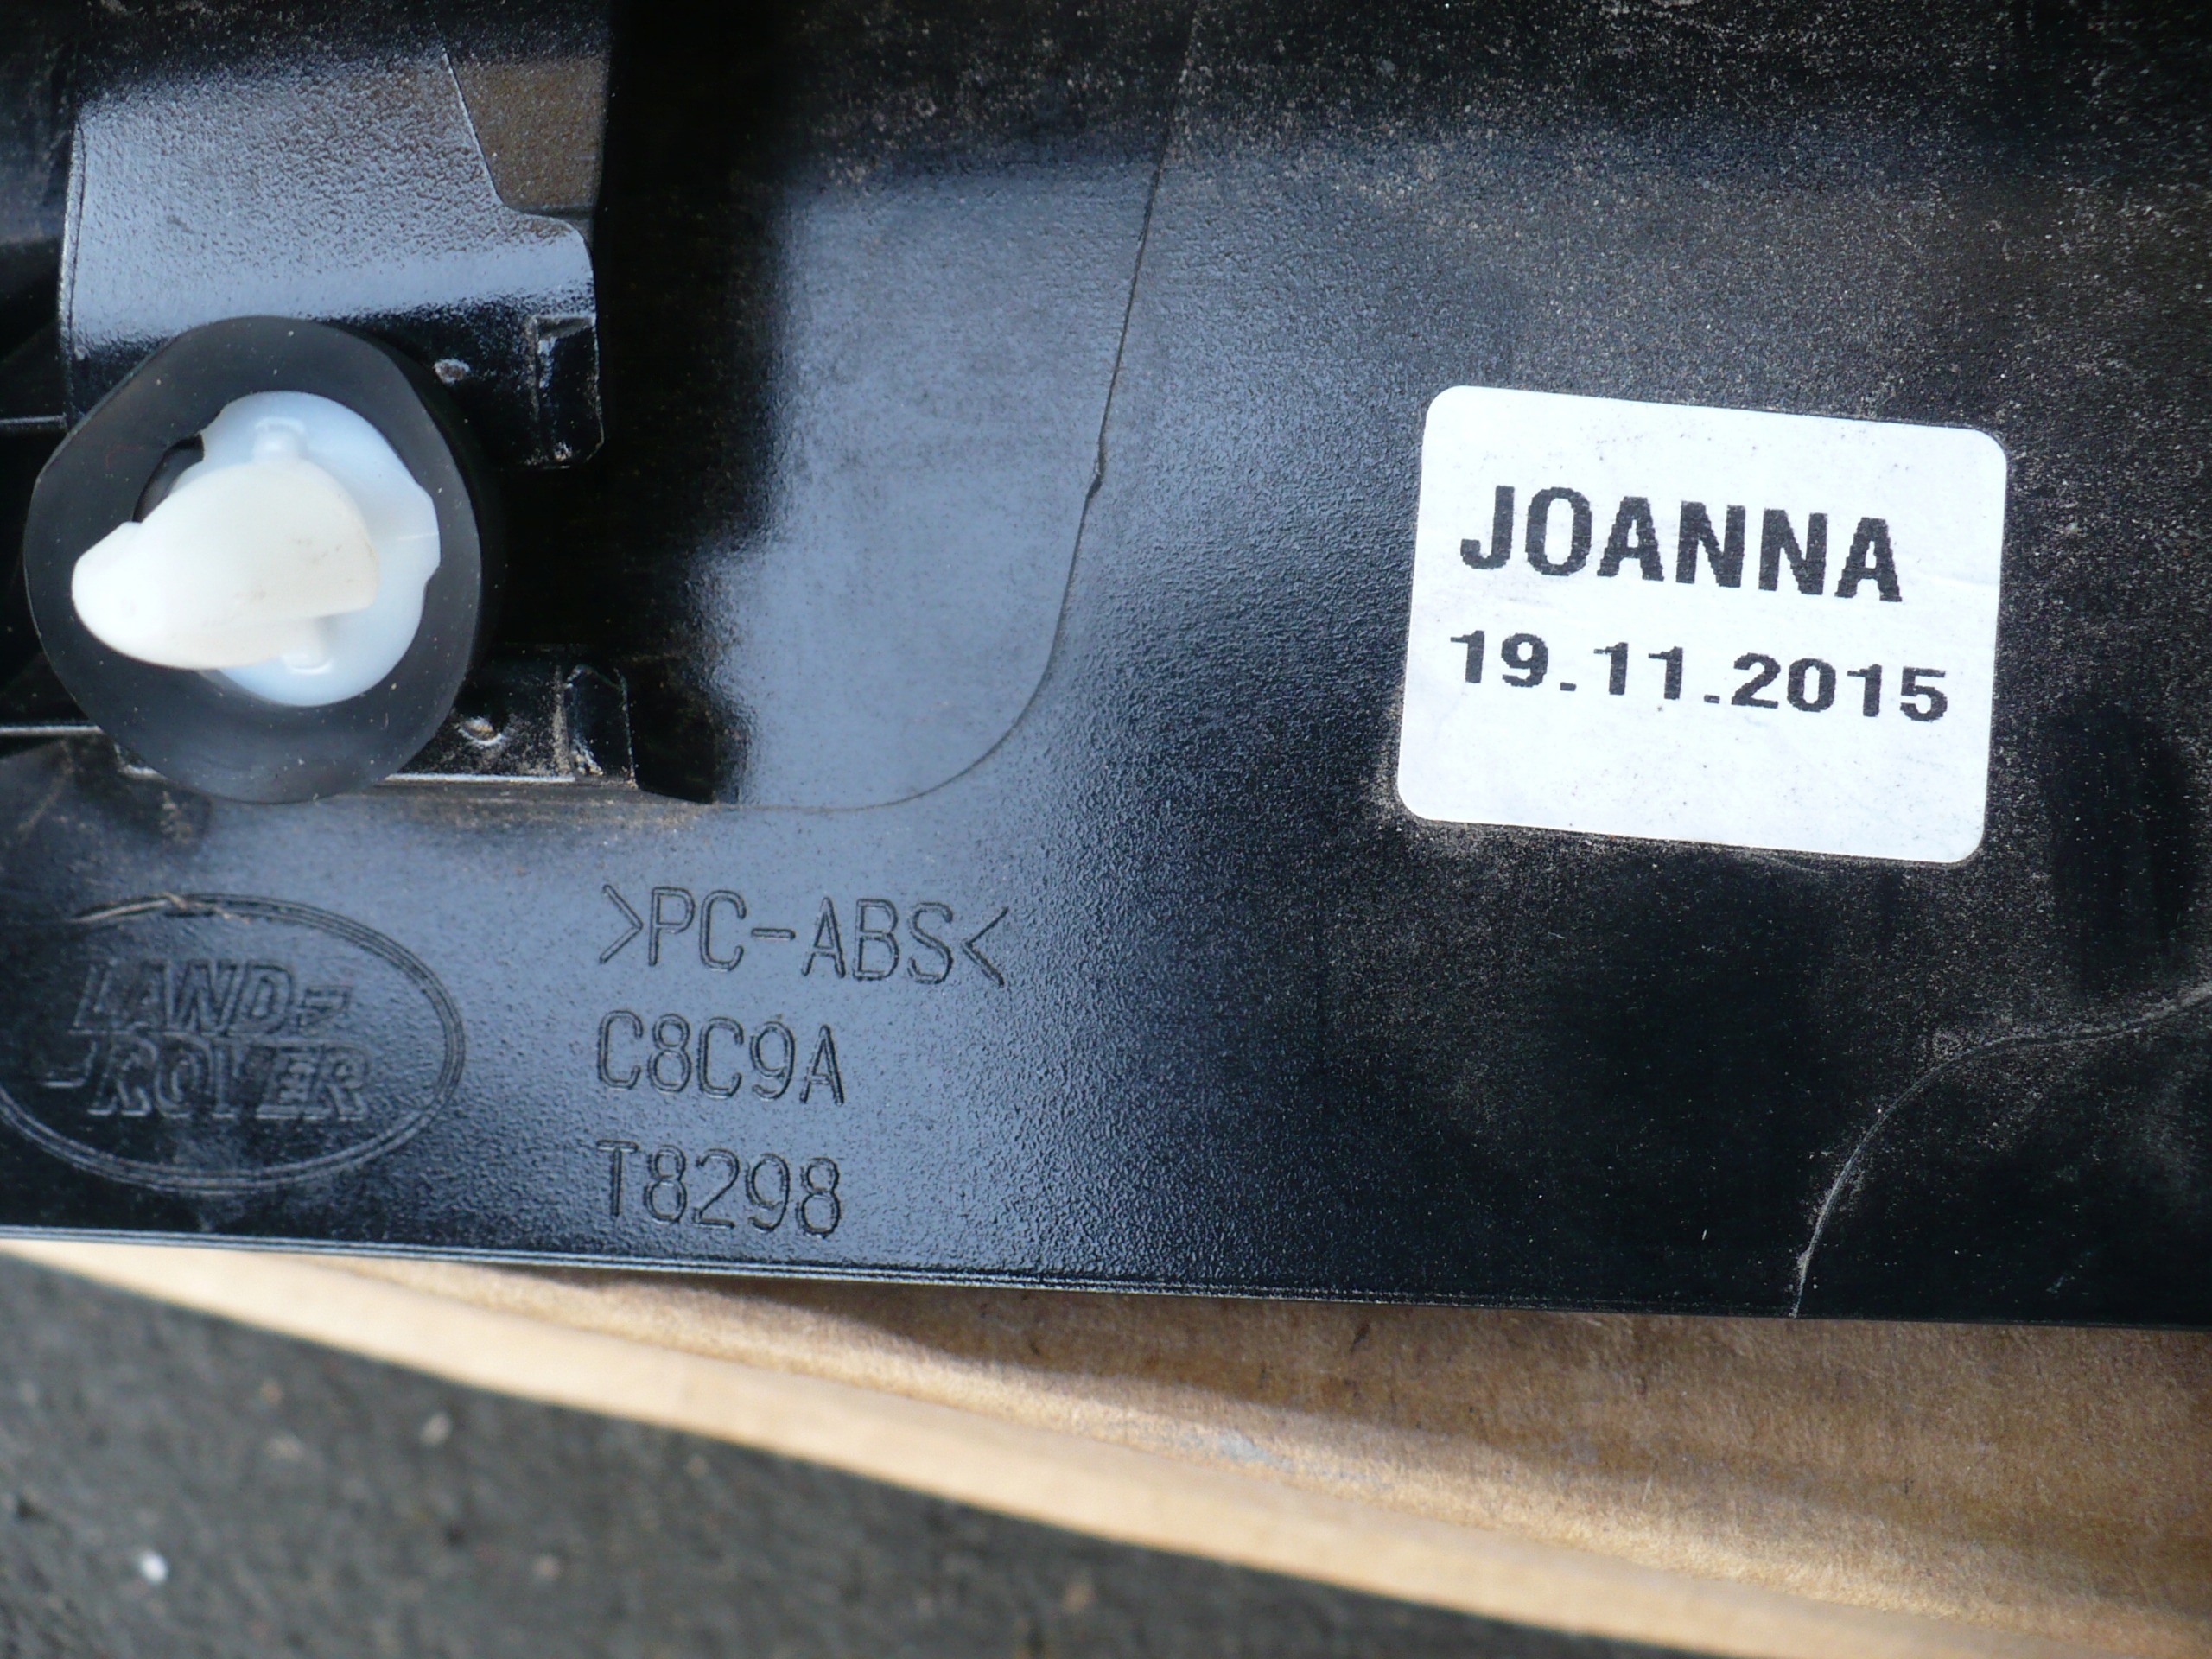 JOANNA
19.11.2015
>PC-ABS<
C8C9A
T8298
LAND
ROVER